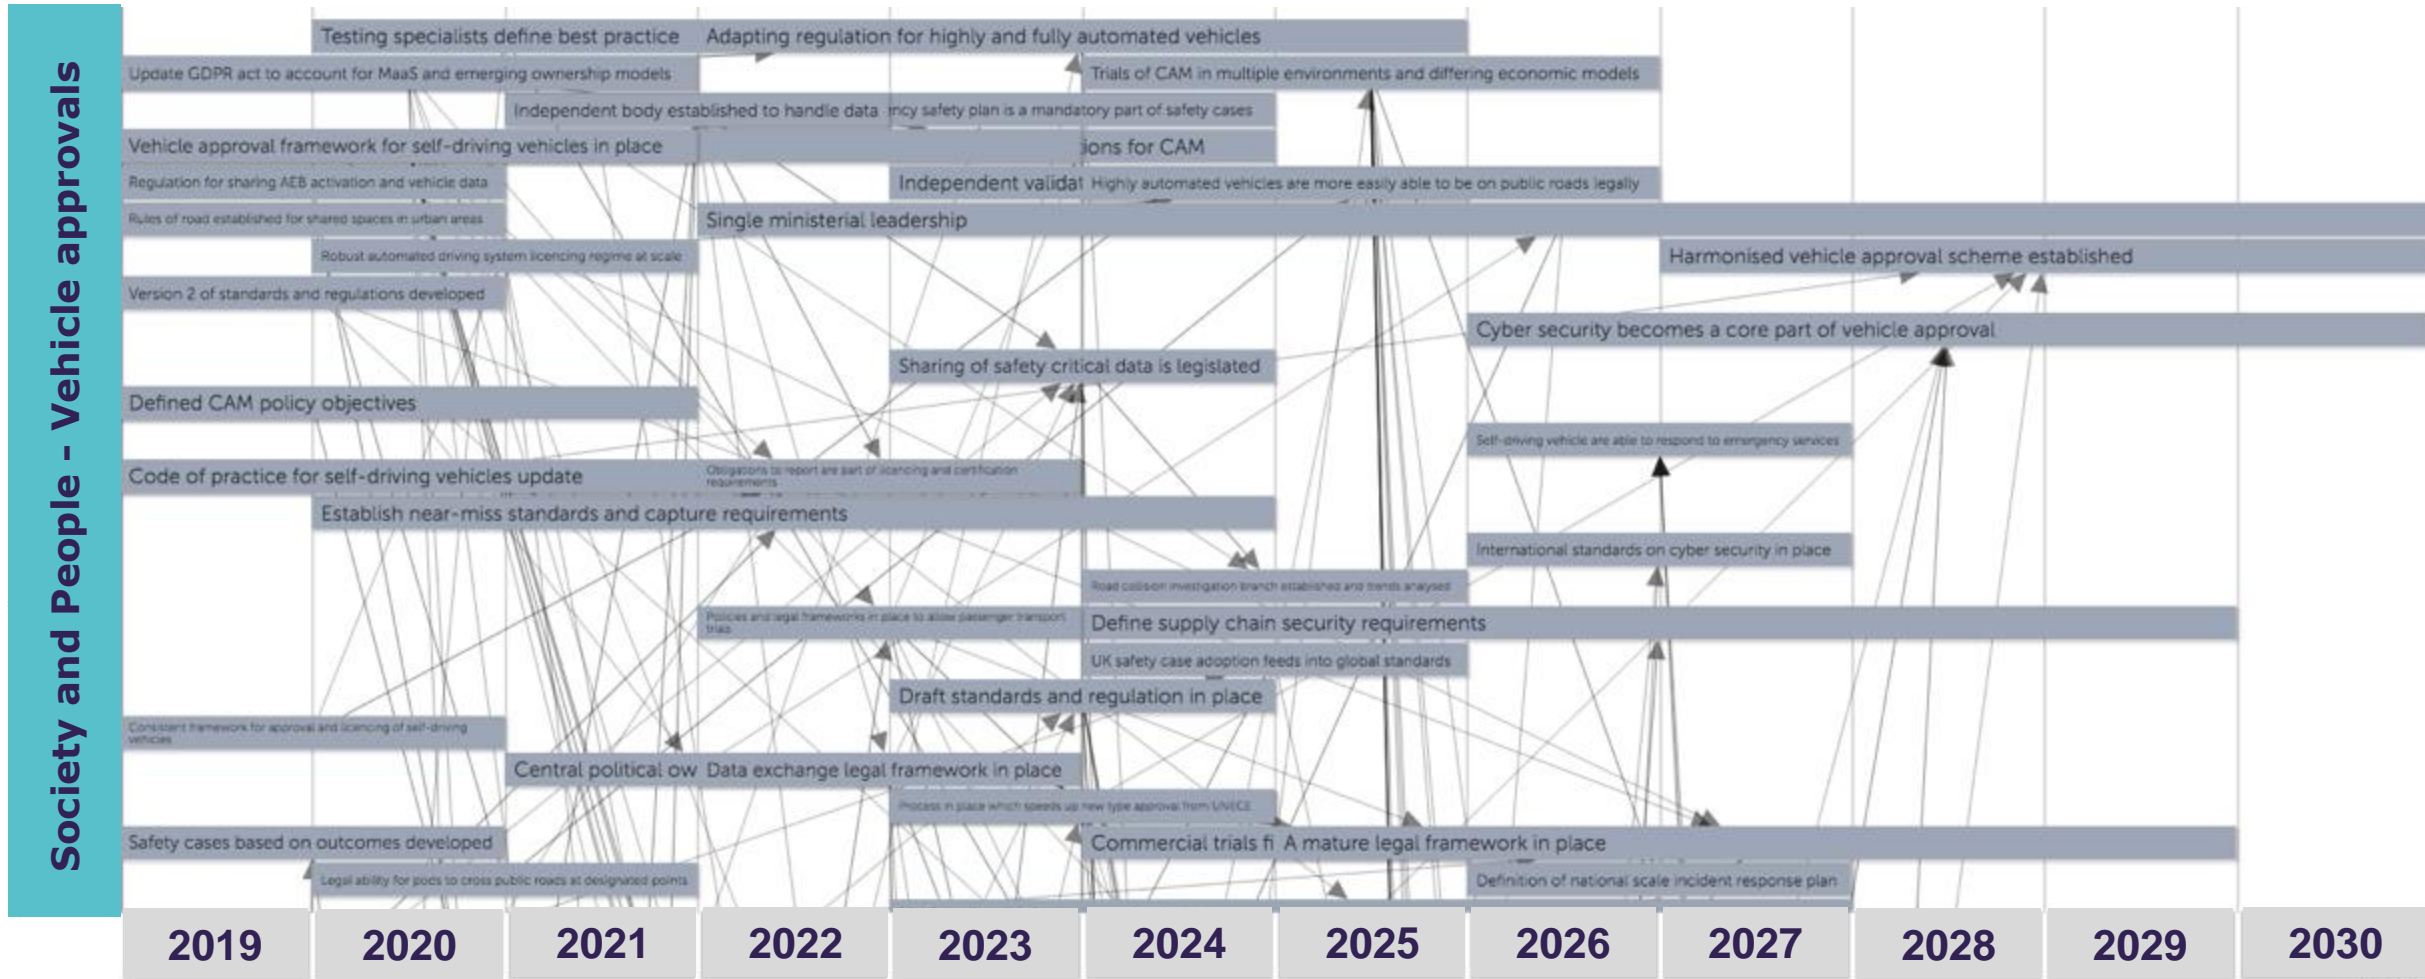 Society and People - Vehicle approvals
Testing specialists define best practice
Adapting regulation for highly and fully automated vehicles
Update GDPR act to account for MaaS and emerging ownership models
Trials of CAM in multiple environments and differing economic models
Independent body established to handle data
ncy safety plan is a mandatory part of safety cases
Vehicle approval framework for self-driving vehicles in place
ions for CAM
Regulation for sharing AEB activation and vehicle data
Independent validat
Highly automated vehicles are more easily able to be on public roads legally
Rules of road established for shared spaces in urban areas
Single ministerial leadership
Robust automated driving system licencing regime at scale
Harmonised vehicle approval scheme established
Version 2 of standards and regulations developed
Cyber security becomes a core part of vehicle approval
Sharing of safety critical data is legislated
Defined CAM policy objectives
Self-driving vehicle are able to respond to emergency services
Code of practice for self-driving vehicles update
Obligations to report are part of licencing and certification
requirements
Establish near-miss standards and capture requirements
International standards on cyber security in place
Road collision investigation branch established and trends analysed
Policies and legal frameworks in place to allow passenger transport
trials
Define supply chain security requirements
UK safety case adoption feeds into global standards
Draft standards and regulation in place
Consistent framework for approval and licencing of self-driving
vehicles
Central political ow
Data exchange legal framework in place
Process in place which speeds up new type approval from UNECE
Safety cases based on outcomes developed
Commercial trials fi
A mature legal framework in place
Legal ability for pods to cross public roads at designated points
Definition of national scale incident response plan
2019
2020
2021
2022
2023
2024
2025
2026
2027
2028
2029
2030